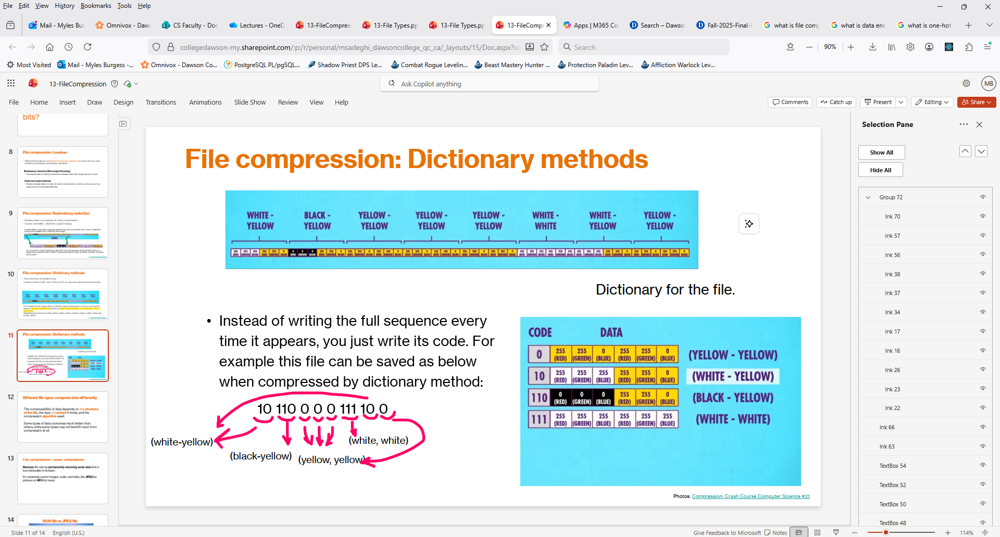 File Edit View History Bookmarks Tools Help
Mail - Myles Bur
Omnivox - Daws
CS Faculty - Doc
Lectures - OneD
13-FileCompress
13-File Types.pp
13-File Types.pp
13-FileCompr
Apps | M365 Co
Search – Dawso
Fall-2025-Final-E
what is file comp
what is data enc
what is one-hot
collegedawson-my.sharepoint.com/:p:/r/personal/msadeghi_dawsoncollege_qc_ca/_layouts/15/Doc.aspx?so
Search
90%
Most Visited
Mail - Myles Burgess -...
Omnivox - Dawson Co...
PostgreSQL PL/pgSQL...
Shadow Priest DPS Le...
Combat Rogue Levelin...
Beast Mastery Hunter ...
Protection Paladin Lev...
Affliction Warlock Lev...
13-FileCompression
Ask Copilot anything
MB
File Home Insert Draw Design Transitions Animations Slide Show Review View Help
Comments Catch up Present Editing Share
bits?
8
File compression: Lossless
9
File compression: Redundancy reduction
10
File compression: Dictionary methods
11
File compression: Dictionary methods
12
Different file types compress data differently
The compressibility of data depends on the structure
of the file, the type of content it holds, and the
compression algorithm used.
Some types of data compress much better than
others, while some types may not benefit much from
compression at all.
13
File compression: Lossy compression
Reduces file size by permanently removing some data that is
less noticeable to humans.
It's commonly used in images, audio, and video, like JPEG for
pictures or MP3 for music.
14
RAW file vs JPEG file
File compression: Dictionary methods
WHITE - YELLOW
BLACK - YELLOW
YELLOW - YELLOW
YELLOW - YELLOW
YELLOW - YELLOW
WHITE - WHITE
WHITE - YELLOW
YELLOW - YELLOW
Dictionary for the file.
• Instead of writing the full sequence every
time it appears, you just write its code. For
example this file can be saved as below
when compressed by dictionary method:
10 110 0 0 0 111 10 0
(white-yellow)
(black-yellow)
(yellow, yellow)
(white, white)
CODE DATA
0 255 (RED) 255 (GREEN) 0 (BLUE) 255 (RED) 255 (GREEN) 0 (BLUE) (YELLOW - YELLOW)
10 255 (RED) 255 (GREEN) 255 (BLUE) 255 (RED) 255 (GREEN) 0 (BLUE) (WHITE - YELLOW)
110 0 (RED) 0 (GREEN) 0 (BLUE) 255 (RED) 255 (GREEN) 0 (BLUE) (BLACK - YELLOW)
111 255 (RED) 255 (GREEN) 255 (BLUE) 255 (RED) 255 (GREEN) 255 (BLUE) (WHITE - WHITE)
Photos: Compression: Crash Course Computer Science #21
Selection Pane
Show All
Hide All
Group 72
Ink 70
Ink 57
Ink 56
Ink 38
Ink 37
Ink 34
Ink 17
Ink 16
Ink 26
Ink 23
Ink 22
Ink 66
Ink 63
TextBox 54
TextBox 52
TextBox 50
TextBox 48
Slide 11 of 14 English (U.S.)
Give Feedback to Microsoft Notes 114%